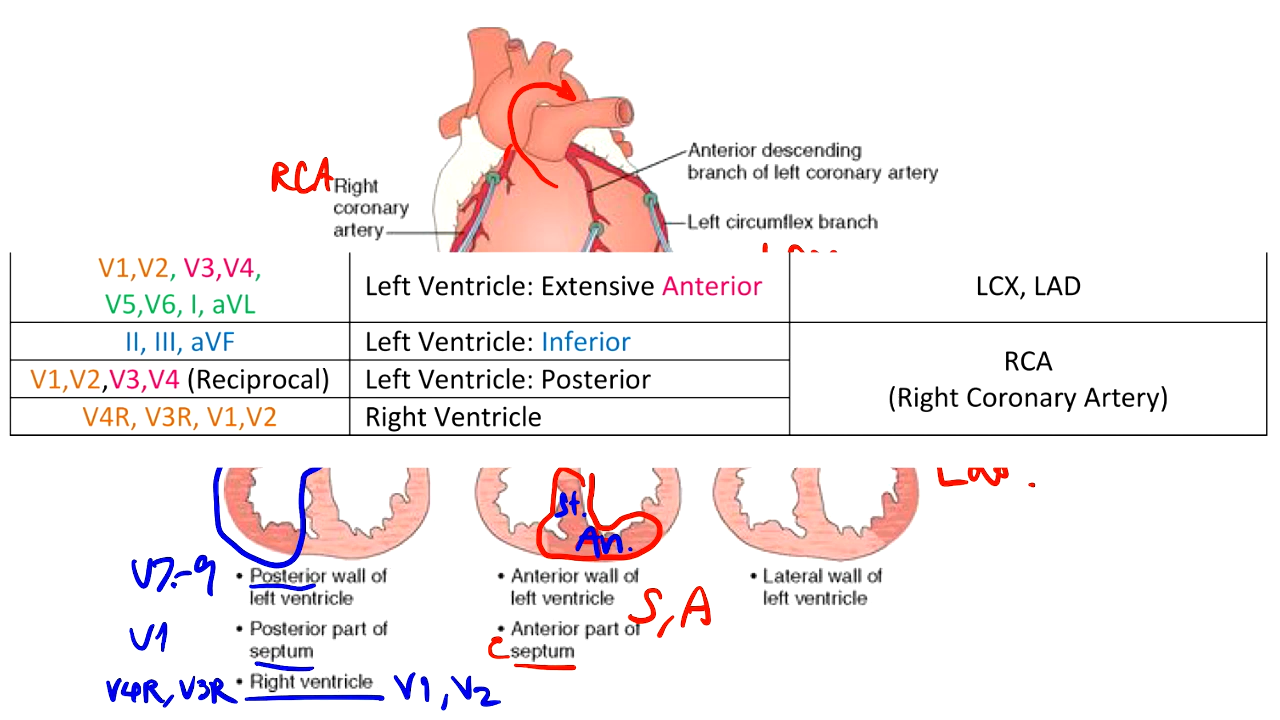 Anterior descending
branch of left coronary artery
RCA
Right
coronary
artery
Left circumflex branch
V1,V2, V3,V4,
V5,V6, I, aVL
Left Ventricle: Extensive Anterior
LCX, LAD
II, III, aVF
Left Ventricle: Inferior
RCA
(Right Coronary Artery)
V1,V2,V3,V4 (Reciprocal)
Left Ventricle: Posterior
V4R, V3R, V1,V2
Right Ventricle
An.
V7-9
• Posterior wall of
left ventricle
• Anterior wall of
left ventricle
• Lateral wall of
left ventricle
S, A
V1
• Posterior part of
septum
• Anterior part of
septum
V4R, V3R
• Right ventricle
V1, V2